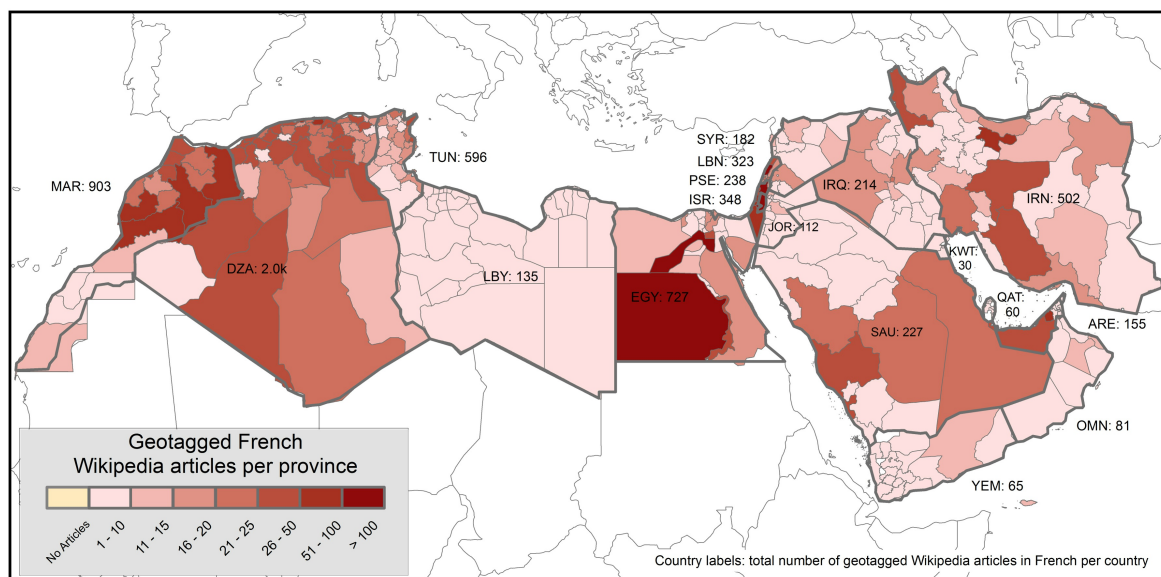 SYR: 182
LBN: 323
TUN: 596
PSE: 238
MAR: 903
ISR: 348
IRQ: 214
IRN: 502
JOR: 112
KWT:
30
DZA: 2.0k
LBY: 135
EGY: 727
QAT:
60
ARE: 155
SAU: 227
OMN: 81
YEM: 65
Geotagged French
Wikipedia articles per province
No Articles
1 - 10
11 - 15
16 - 20
21 - 25
26 - 50
51 - 100
> 100
Country labels: total number of geotagged Wikipedia articles in French per country